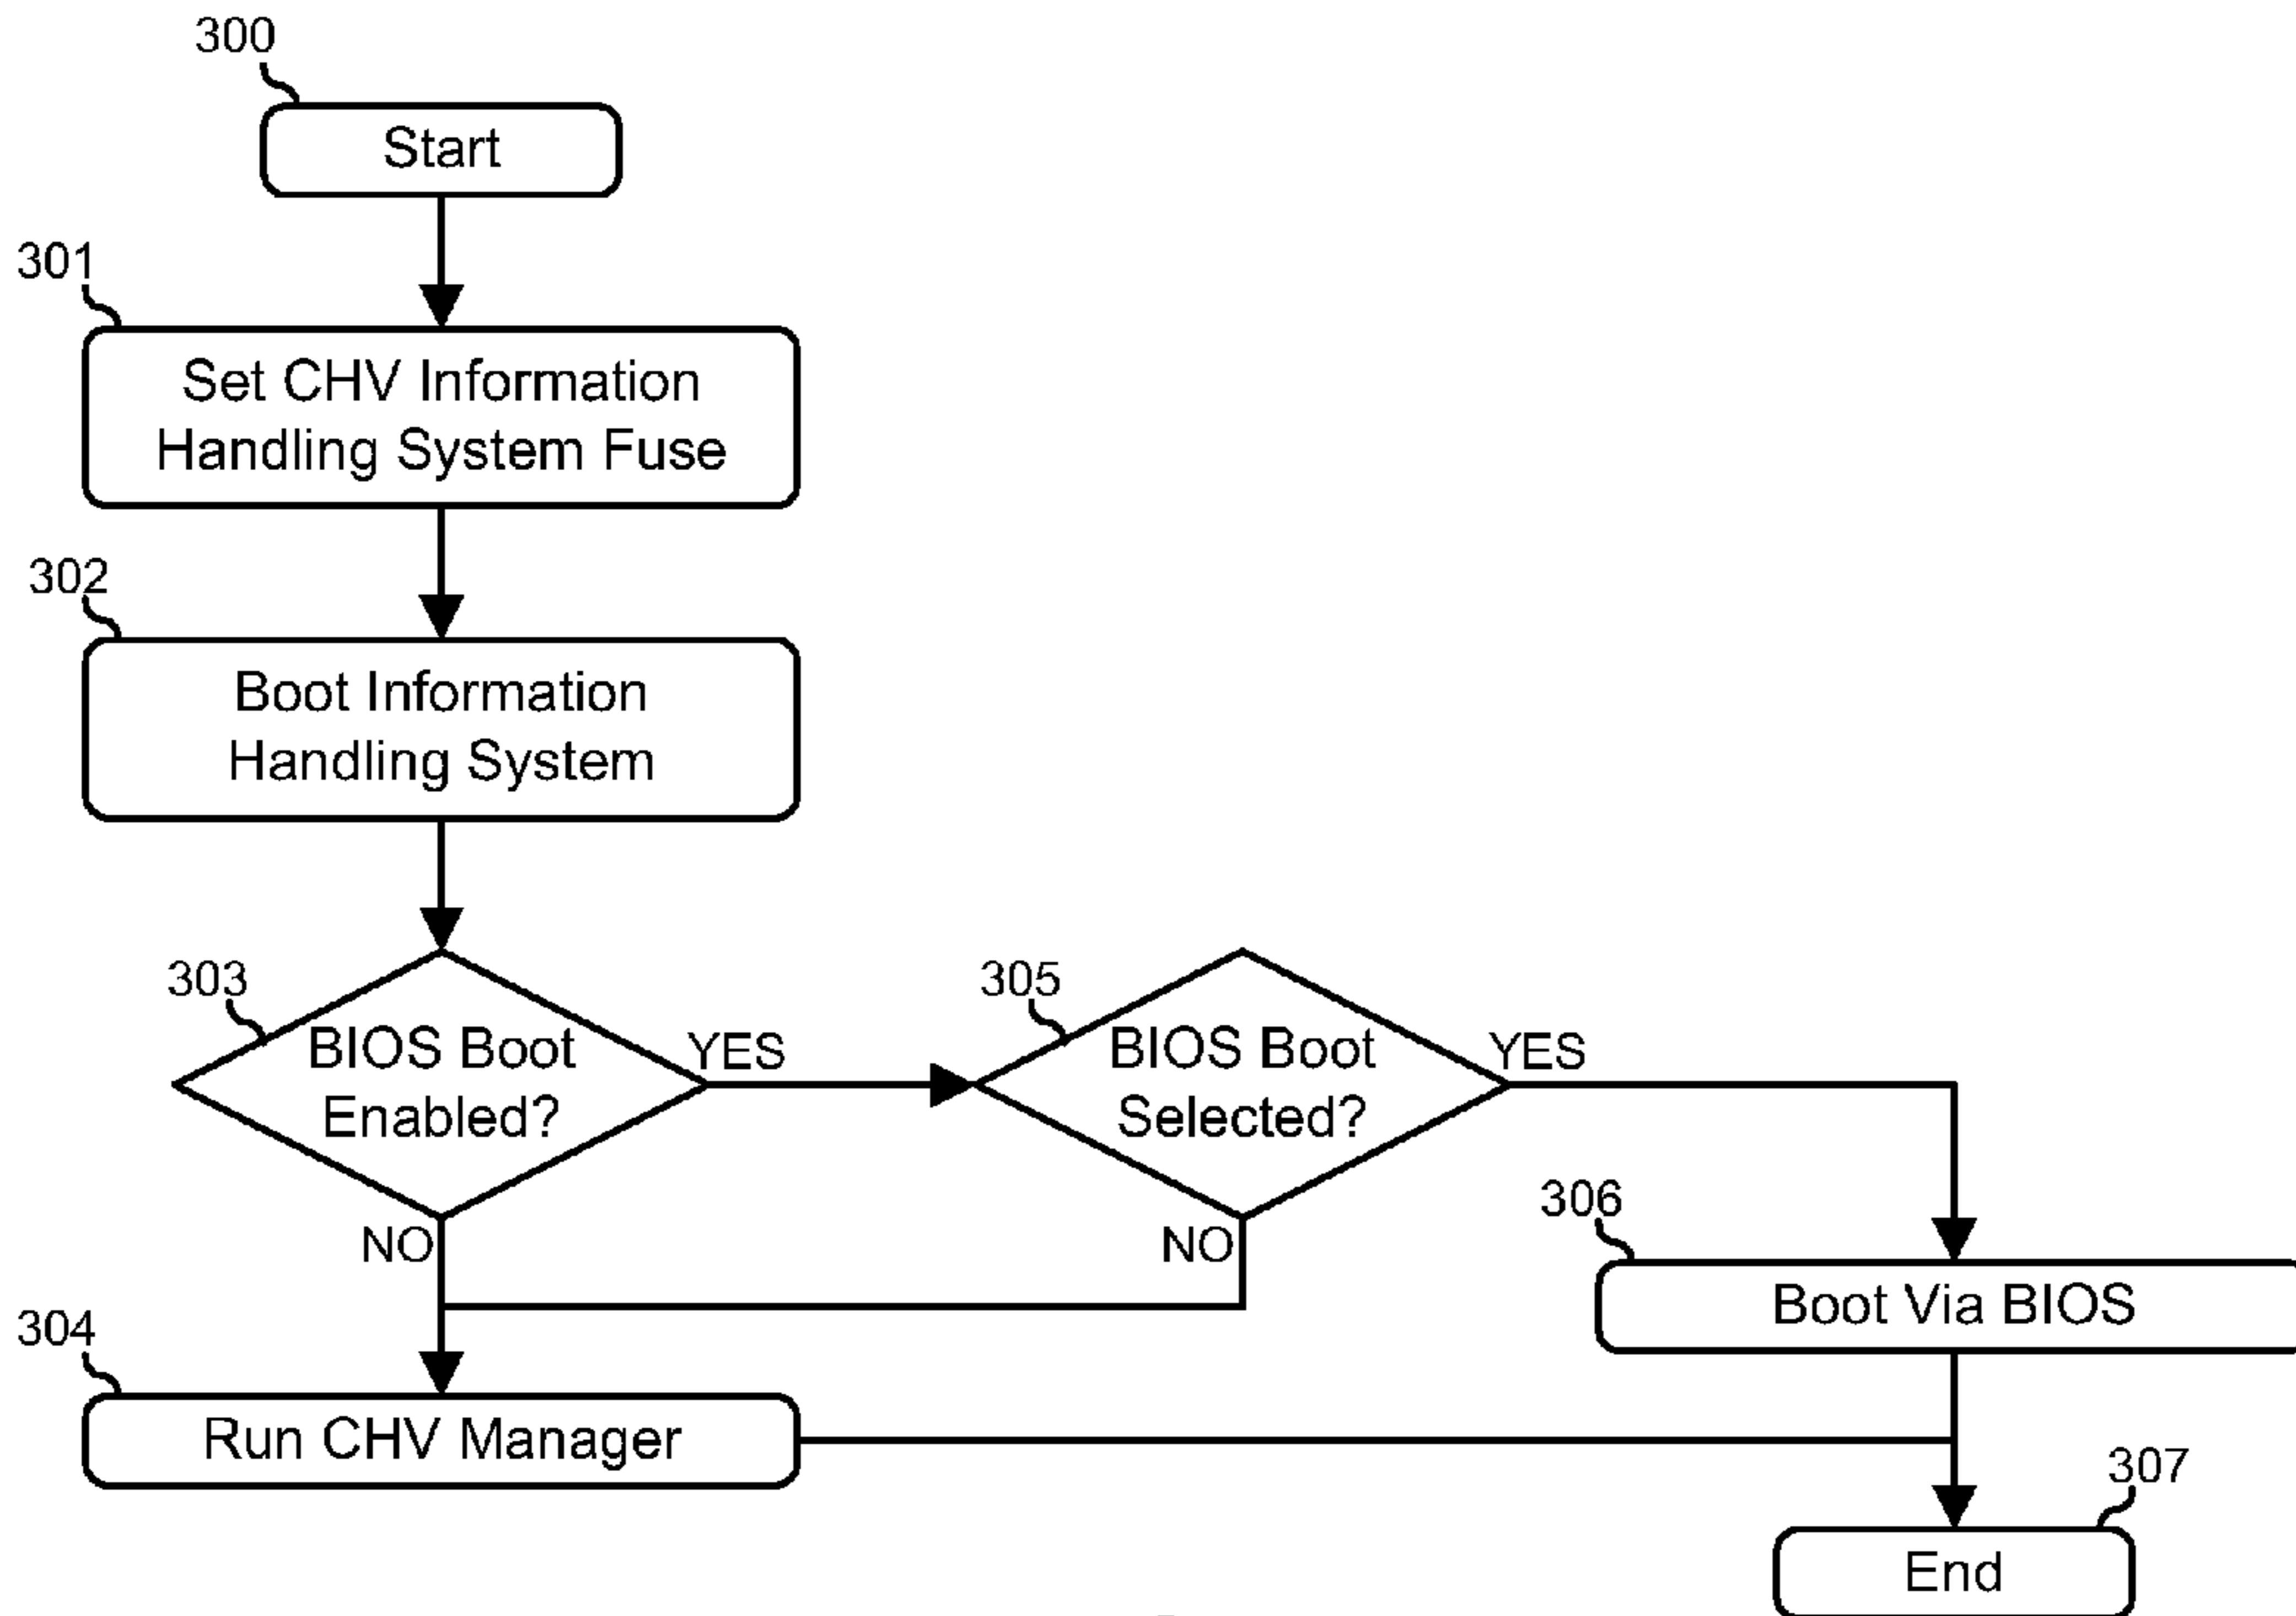 300
Start
301
Set CHV Information
Handling System Fuse
302
Boot Information
Handling System
303
BIOS Boot
Enabled?
YES
NO
305
BIOS Boot
Selected?
YES
NO
306
Boot Via BIOS
304
Run CHV Manager
307
End